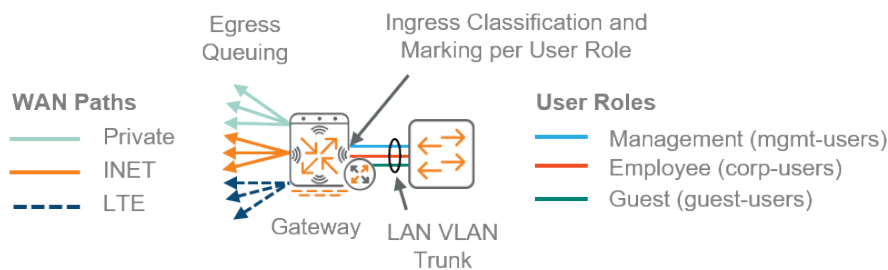 Egress
Queuing
Ingress Classification and
Marking per User Role
WAN Paths
Private
INET
LTE
Gateway
LAN VLAN
Trunk
User Roles
Management (mgmt-users)
Employee (corp-users)
Guest (guest-users)